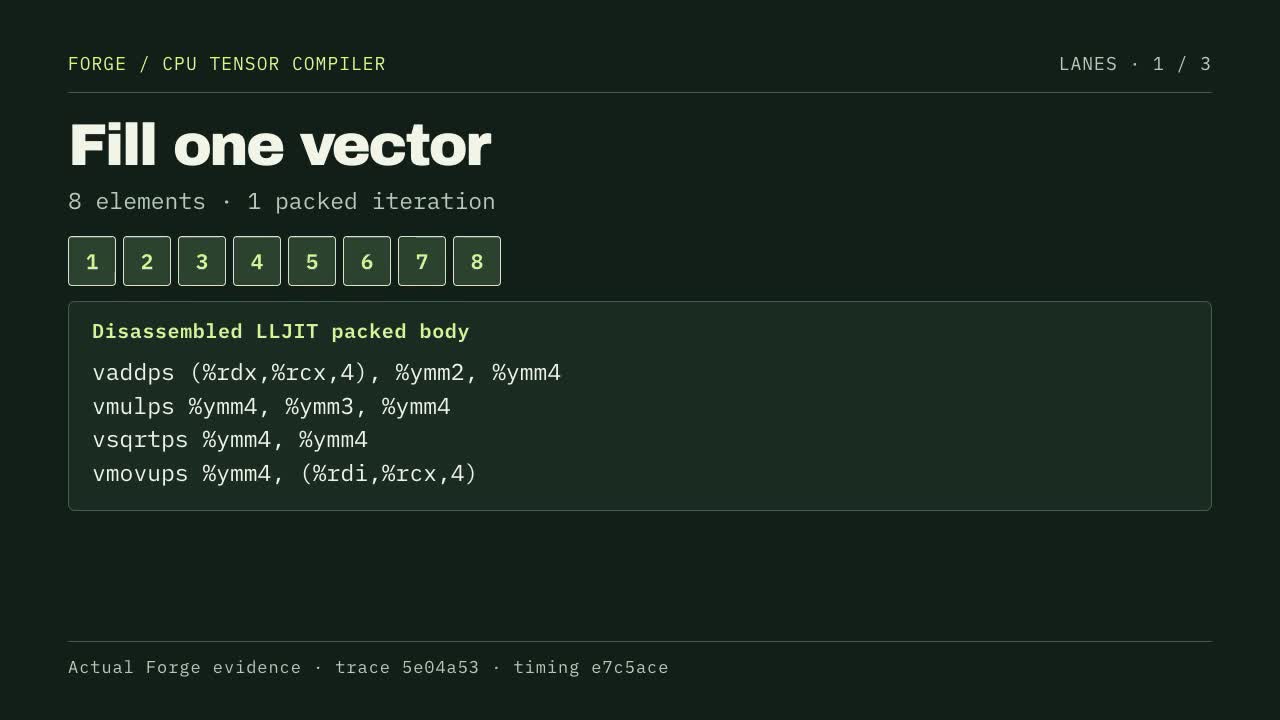 FORGE / CPU TENSOR COMPILER
LANES · 1 / 3
Fill one vector
8 elements · 1 packed iteration
1 2 3 4 5 6 7 8
Disassembled LLJIT packed body
vaddps (%rdx,%rcx,4), %ymm2, %ymm4
vmulps %ymm4, %ymm3, %ymm4
vsqrtps %ymm4, %ymm4
vmovups %ymm4, (%rdi,%rcx,4)
Actual Forge evidence · trace 5e04a53 · timing e7c5ace